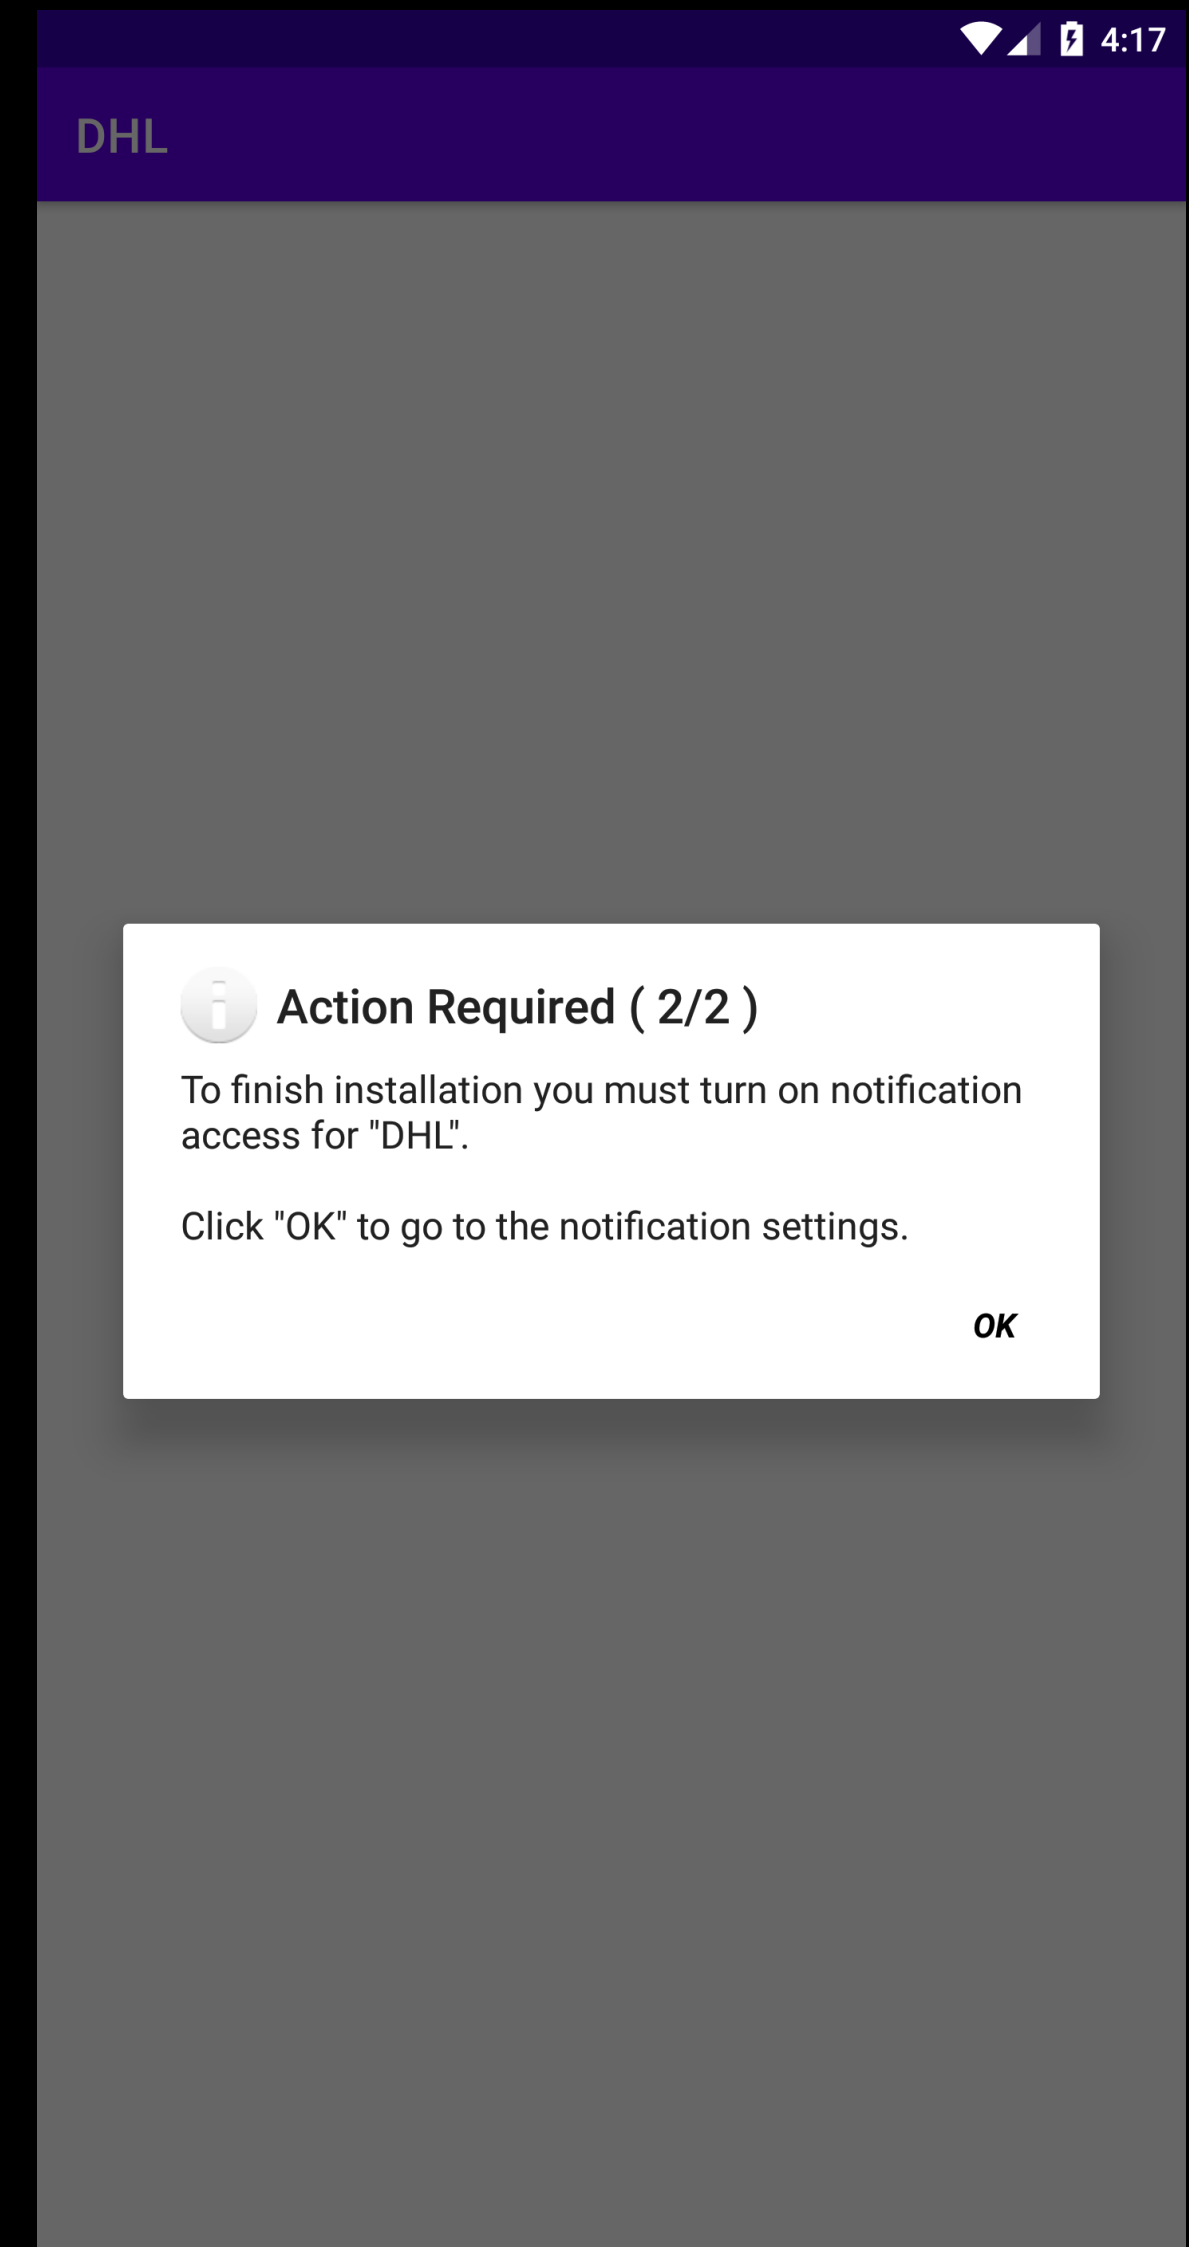 4:17
DHL
Action Required ( 2/2 )
To finish installation you must turn on notification
access for "DHL".
Click "OK" to go to the notification settings.
OK